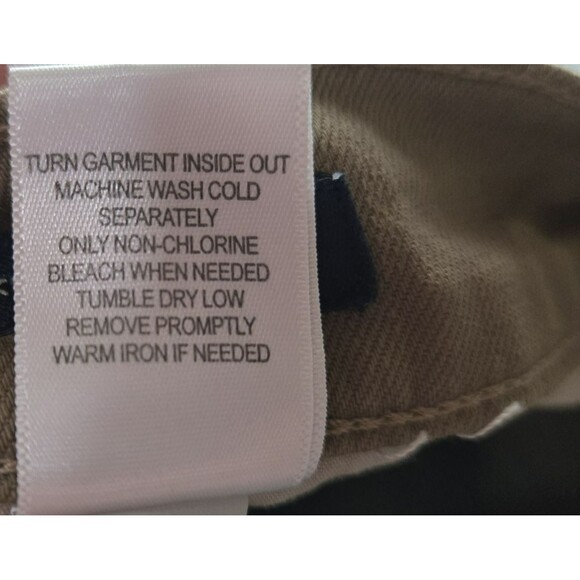 TURN GARMENT INSIDE OUT
MACHINE WASH COLD
SEPARATELY
ONLY NON-CHLORINE
BLEACH WHEN NEEDED
TUMBLE DRY LOW
REMOVE PROMPTLY
WARM IRON IF NEEDED